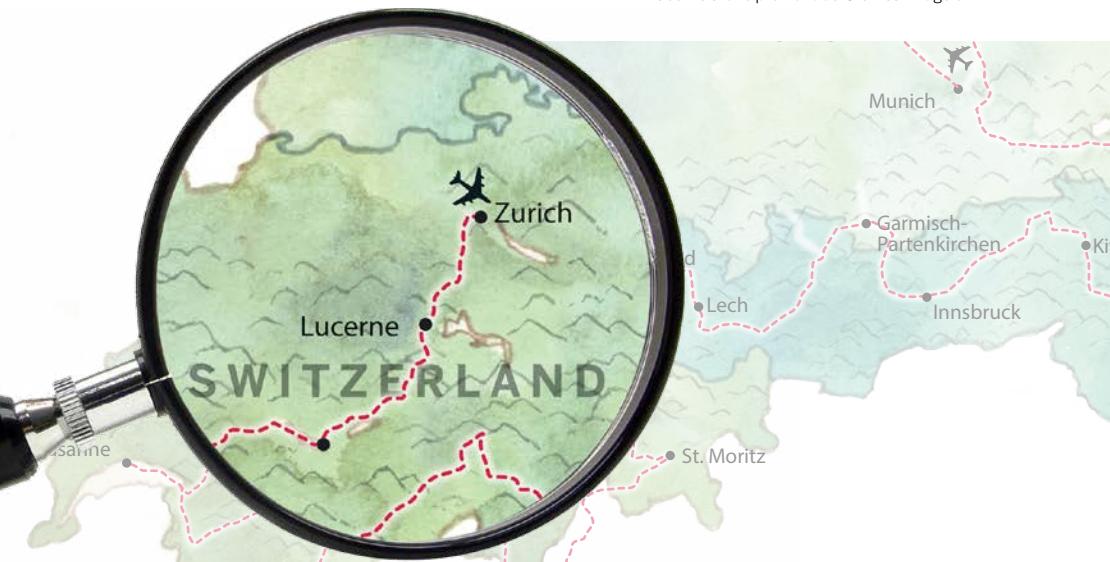 Munich
Zurich
Garmisch-
Partenkirchen
Lech
Innsbruck
Lucerne
SWITZERLAND
St. Moritz